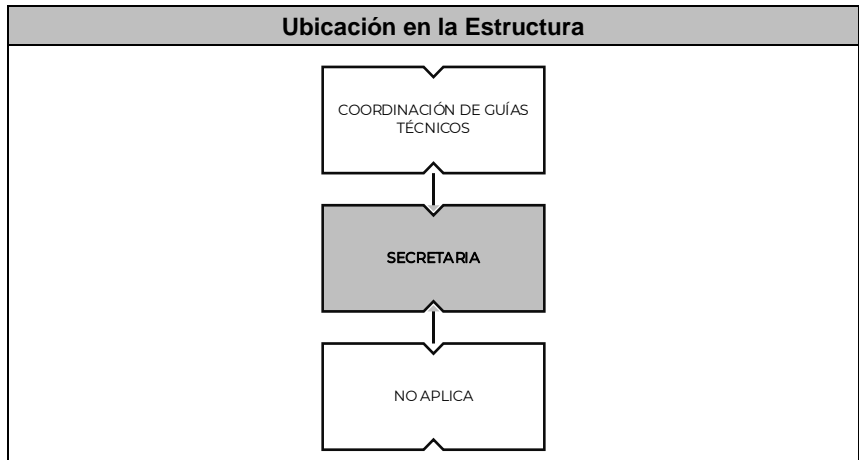 Ubicación en la Estructura
COORDINACIÓN DE GUÍAS
TÉCNICOS
SECRETARIA
NO APLICA